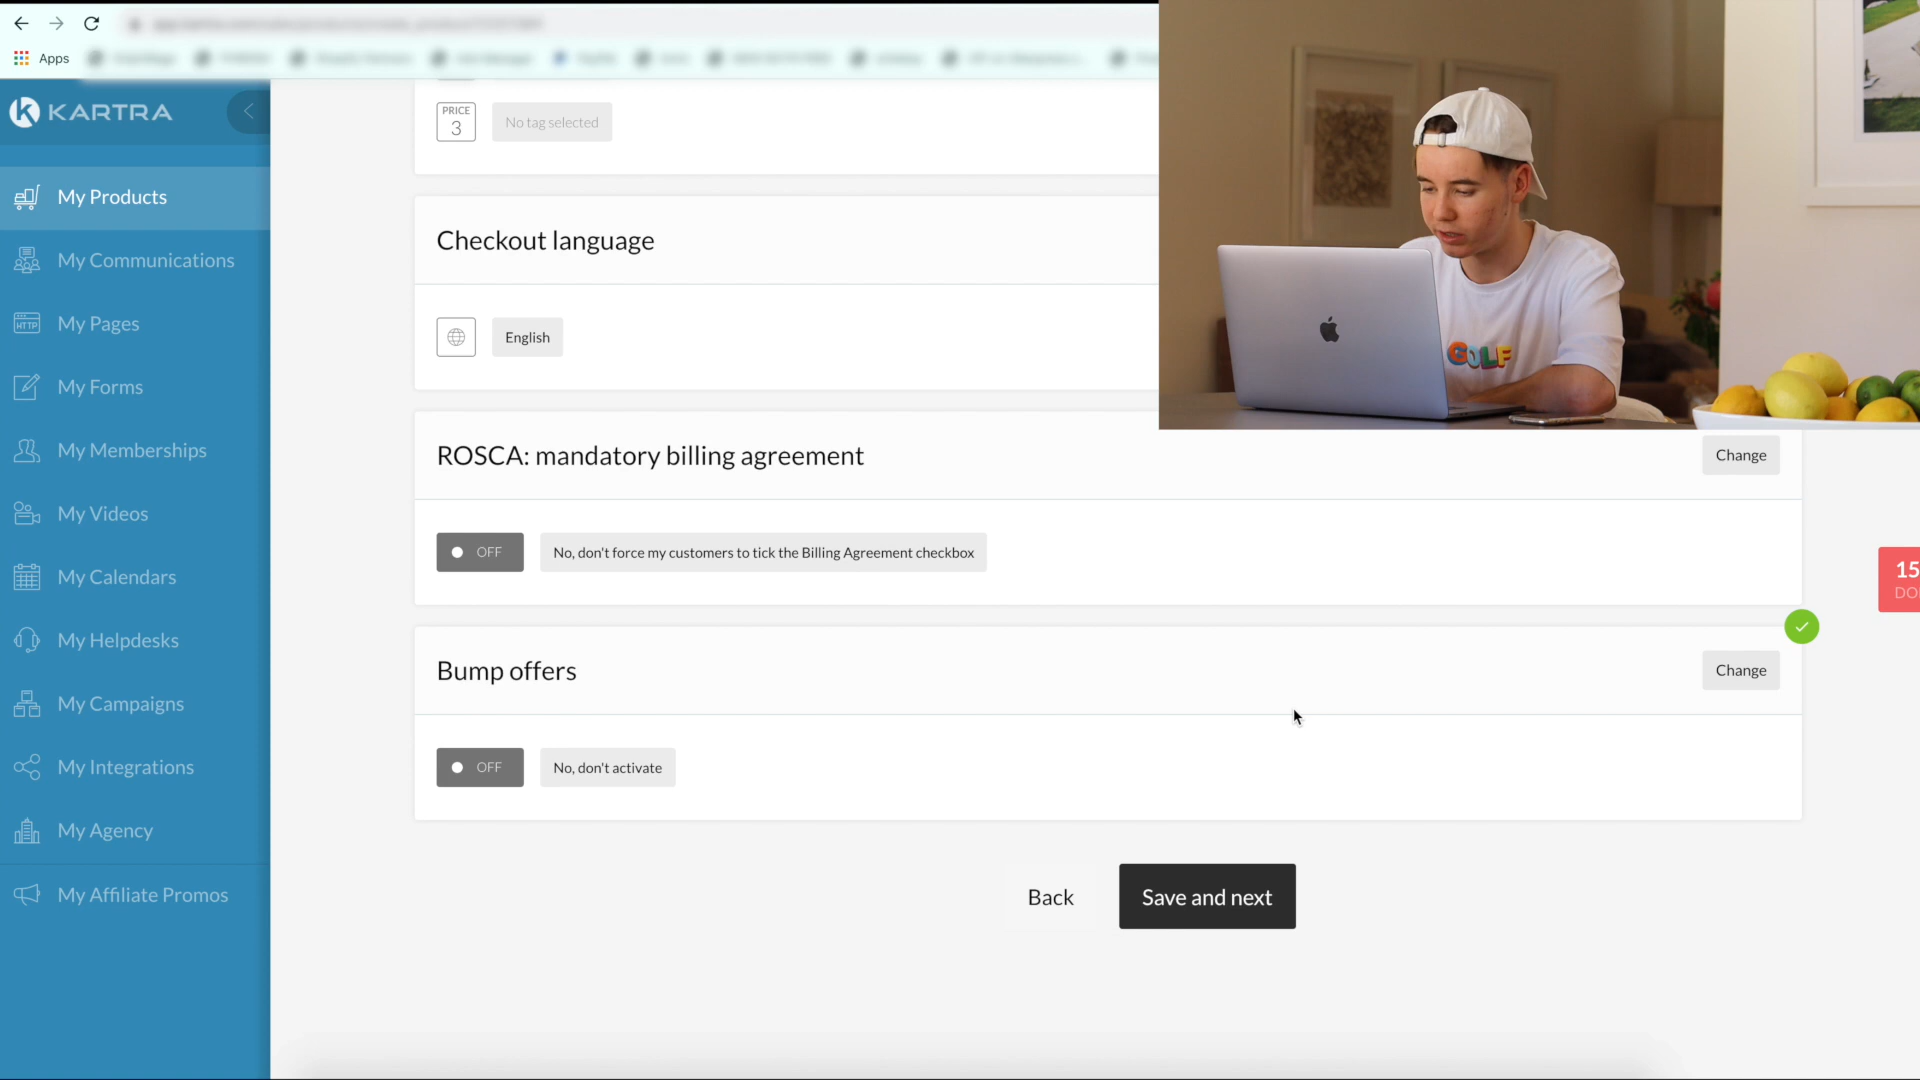 Apps
KARTRA
My Products
My Communications
HTTP
My Pages
My Forms
My Memberships
My Videos
My Calendars
My Helpdesks
My Campaigns
My Integrations
My Agency
My Affiliate Promos
PRICE
3
No tag selected
Checkout language
English
GOLF
ROSCA: mandatory billing agreement
Change
OFF
No, don't force my customers to tick the Billing Agreement checkbox
15
Bump offers
Change
OFF
No, don't activate
Back
Save and next